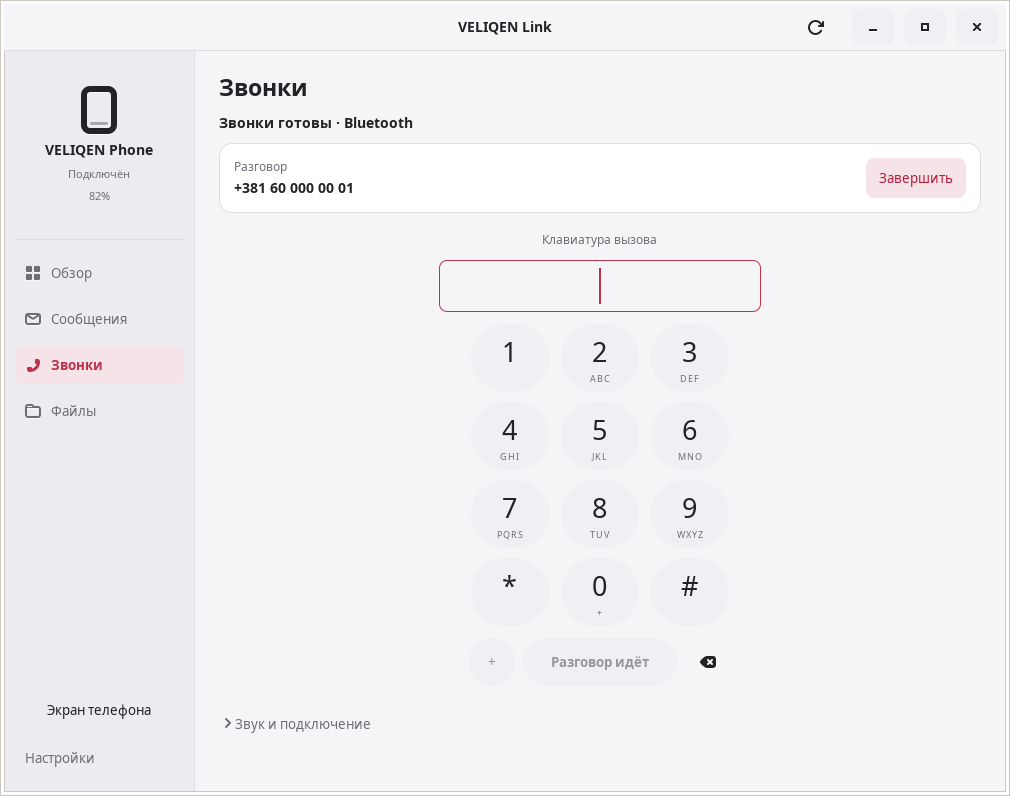 VELIQEN Link
VELIQEN Phone
Подключён
82%
Обзор
Сообщения
Звонки
Файлы
Экран телефона
Настройки
Звонки
Звонки готовы · Bluetooth
Разговор
+381 60 000 00 01
Завершить
Клавиатура вызова
1 2 3
ABC DEF
4 5 6
GHI JKL MNO
7 8 9
PQRS TUV WXYZ
* 0 #
+
+ Разговор идёт
Звук и подключение